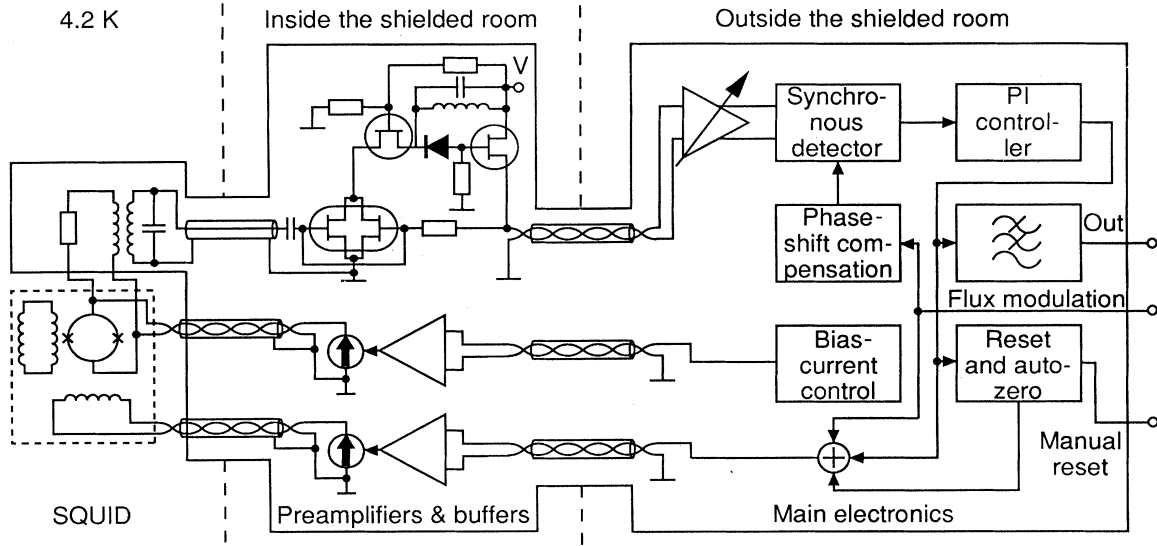 4.2 K
Inside the shielded room
Outside the shielded room
V
Synchro-
nous
detector
PI
control-
ler
Phase-
shift com-
pensation
Out
Flux modulation
Bias-
current
control
Reset
and auto-
zero
Manual
reset
SQUID
Preamplifiers & buffers
Main electronics